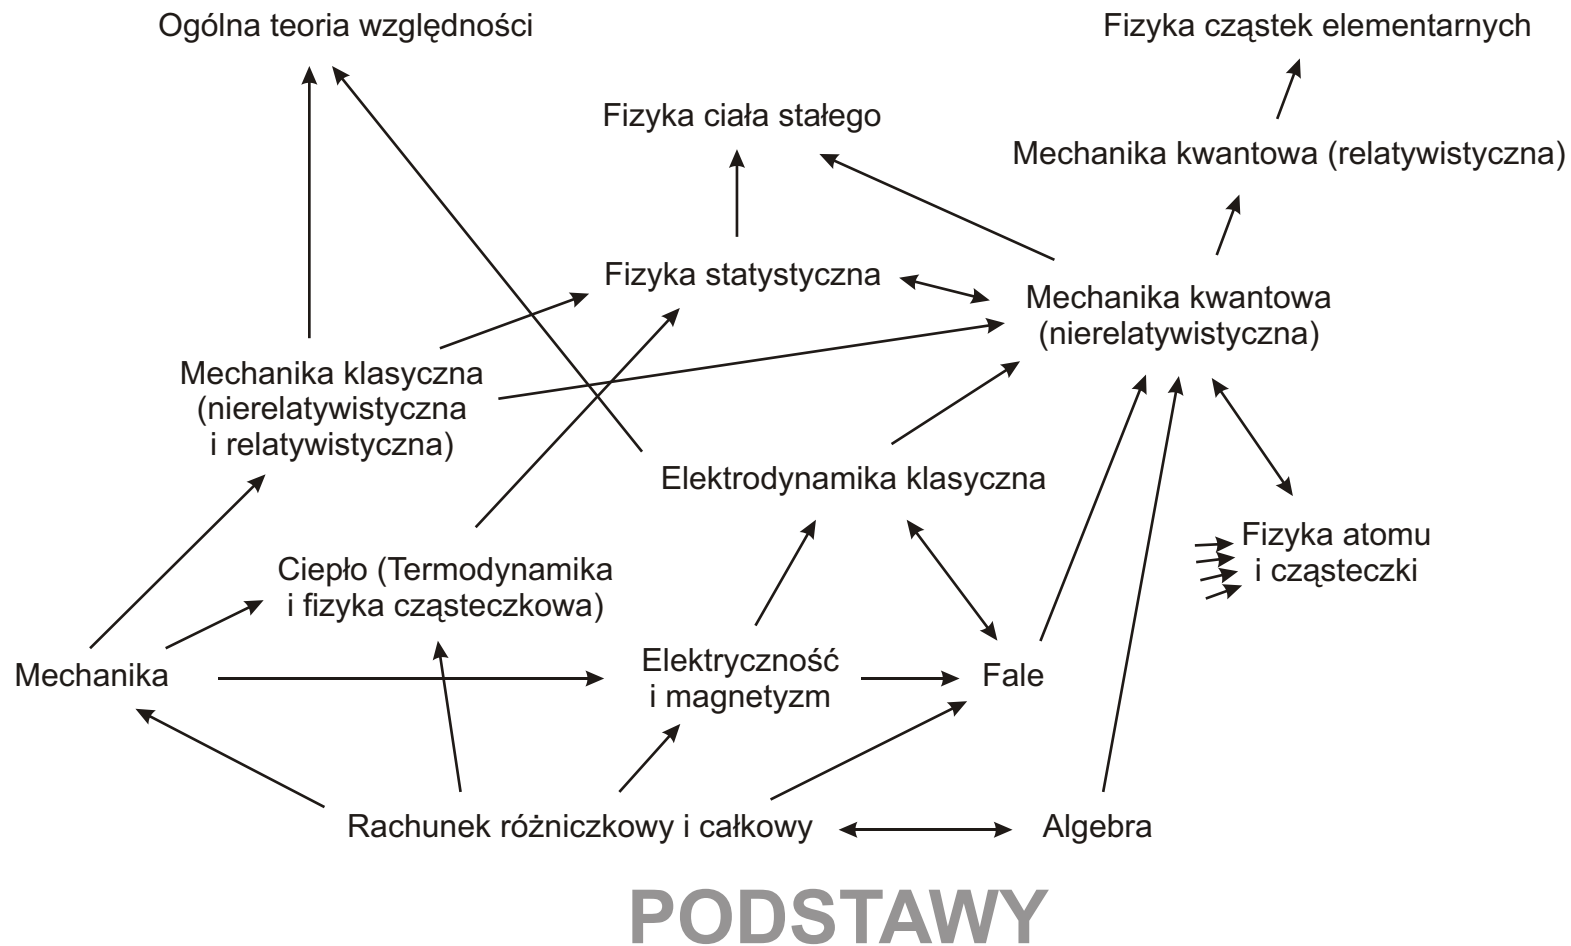 Ogólna teoria względności
Fizyka cząstek elementarnych
Fizyka ciała stałego
Mechanika kwantowa (relatywistyczna)
Fizyka statystyczna
Mechanika kwantowa
(nierelatywistyczna)
Mechanika klasyczna
(nierelatywistyczna
i relatywistyczna)
Elektrodynamika klasyczna
Fizyka atomu
i cząsteczki
Ciepło (Termodynamika
i fizyka cząsteczkowa)
Mechanika
Elektryczność
i magnetyzm
Fale
Rachunek różniczkowy i całkowy
Algebra
PODSTAWY